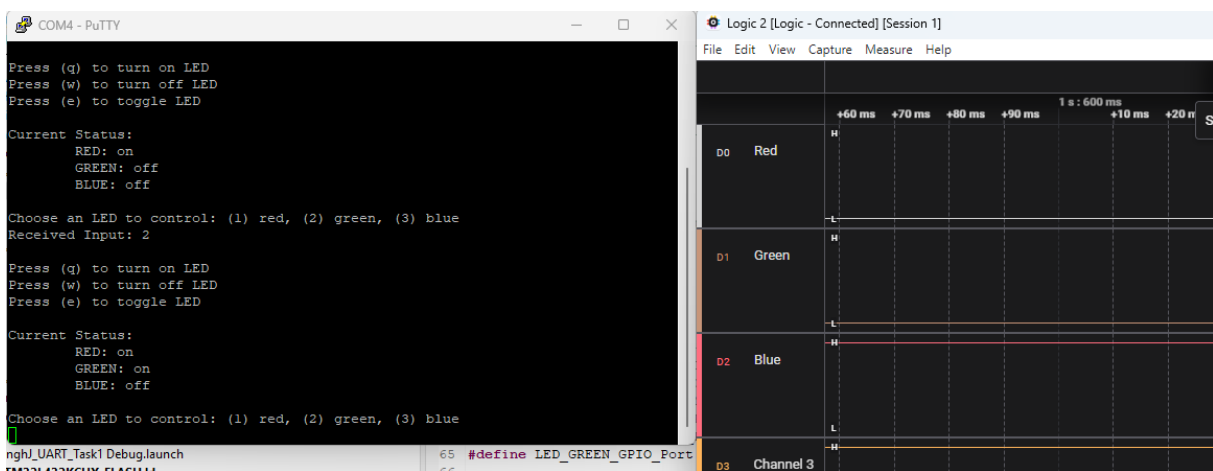 COM4 - PuTTY
Press (q) to turn on LED
Press (w) to turn off LED
Press (e) to toggle LED
Current Status:
RED: on
GREEN: off
BLUE: off
Choose an LED to control: (1) red, (2) green, (3) blue
Received Input: 2
Press (q) to turn on LED
Press (w) to turn off LED
Press (e) to toggle LED
Current Status:
RED: on
GREEN: on
BLUE: off
Choose an LED to control: (1) red, (2) green, (3) blue
nghJ_UART_Task1 Debug.launch
65 #define LED_GREEN_GPIO_Port
Logic 2 [Logic - Connected] [Session 1]
File Edit View Capture Measure Help
1 s : 600 ms
+60 ms +70 ms +80 ms +90 ms +10 ms +20 m
S
D0 Red
H
L
D1 Green
H
L
D2 Blue
H
L
D3 Channel 3
H